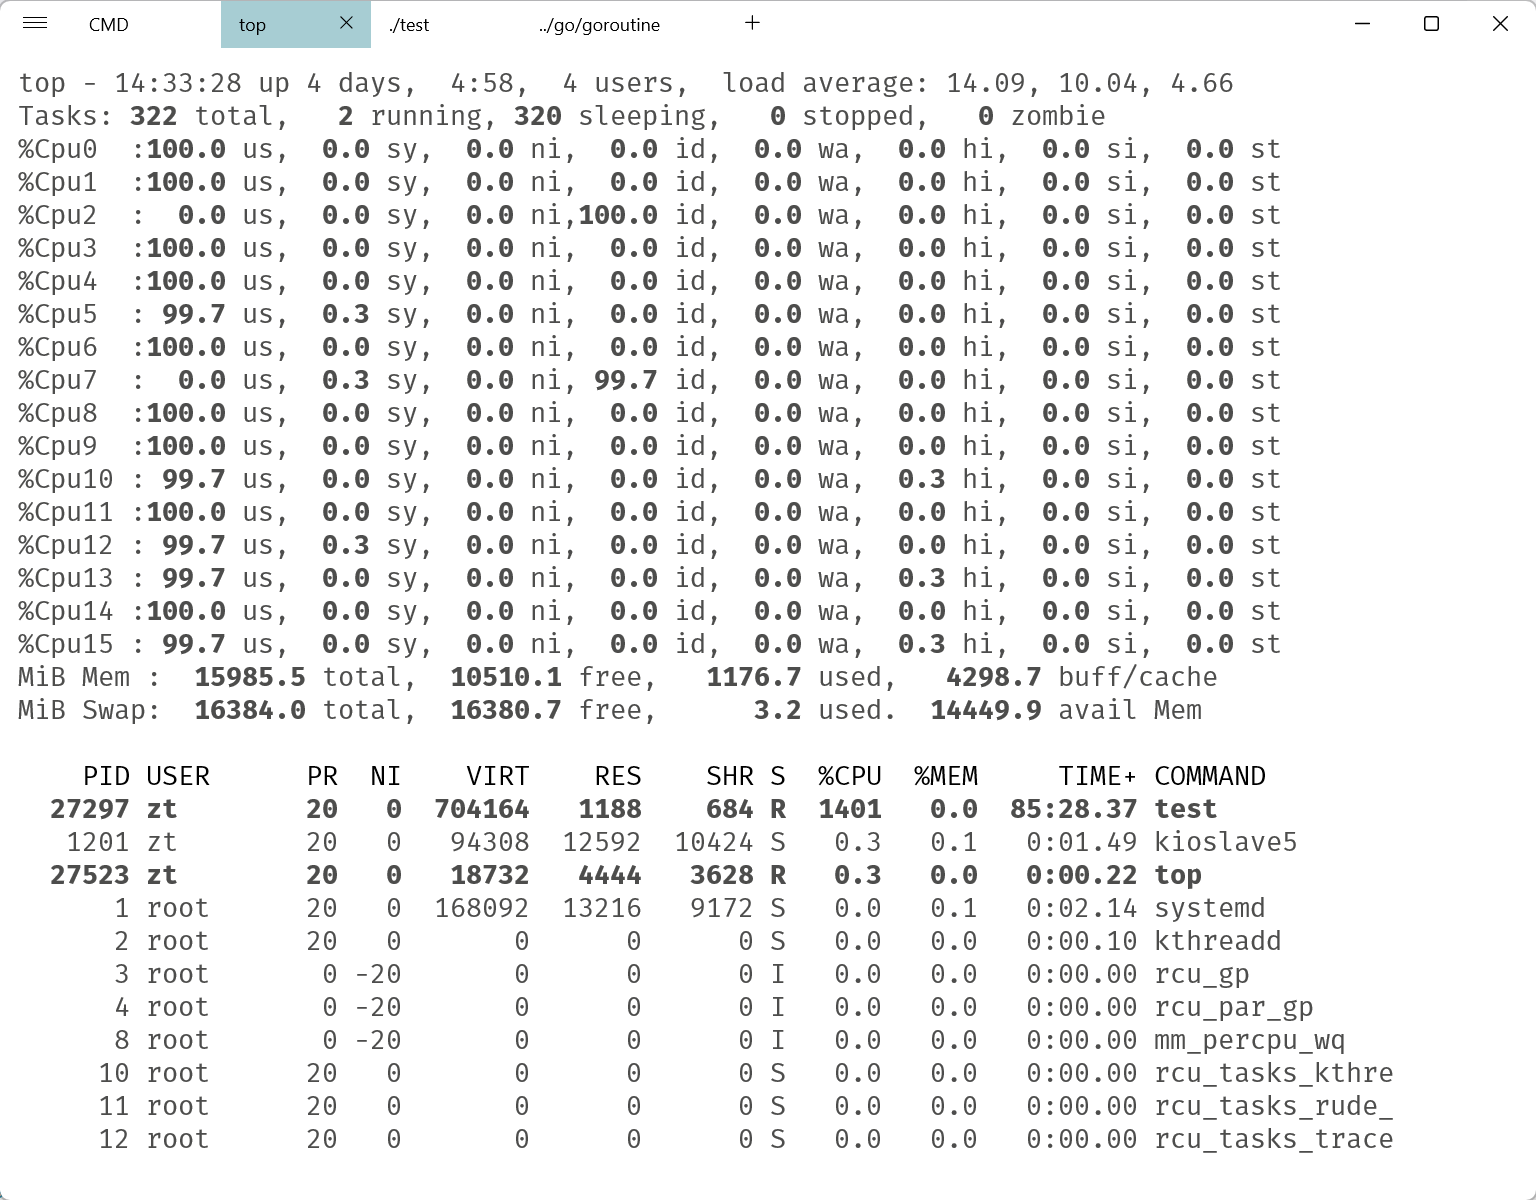 CMD top ./test ../go/goroutine
top - 14:33:28 up 4 days,  4:58,  4 users,  load average: 14.09, 10.04, 4.66
Tasks: 322 total,   2 running, 320 sleeping,   0 stopped,   0 zombie
%Cpu0  :100.0 us,  0.0 sy,  0.0 ni,  0.0 id,  0.0 wa,  0.0 hi,  0.0 si,  0.0 st
%Cpu1  :100.0 us,  0.0 sy,  0.0 ni,  0.0 id,  0.0 wa,  0.0 hi,  0.0 si,  0.0 st
%Cpu2  :  0.0 us,  0.0 sy,  0.0 ni,100.0 id,  0.0 wa,  0.0 hi,  0.0 si,  0.0 st
%Cpu3  :100.0 us,  0.0 sy,  0.0 ni,  0.0 id,  0.0 wa,  0.0 hi,  0.0 si,  0.0 st
%Cpu4  :100.0 us,  0.0 sy,  0.0 ni,  0.0 id,  0.0 wa,  0.0 hi,  0.0 si,  0.0 st
%Cpu5  : 99.7 us,  0.3 sy,  0.0 ni,  0.0 id,  0.0 wa,  0.0 hi,  0.0 si,  0.0 st
%Cpu6  :100.0 us,  0.0 sy,  0.0 ni,  0.0 id,  0.0 wa,  0.0 hi,  0.0 si,  0.0 st
%Cpu7  :  0.0 us,  0.3 sy,  0.0 ni, 99.7 id,  0.0 wa,  0.0 hi,  0.0 si,  0.0 st
%Cpu8  :100.0 us,  0.0 sy,  0.0 ni,  0.0 id,  0.0 wa,  0.0 hi,  0.0 si,  0.0 st
%Cpu9  :100.0 us,  0.0 sy,  0.0 ni,  0.0 id,  0.0 wa,  0.0 hi,  0.0 si,  0.0 st
%Cpu10 : 99.7 us,  0.0 sy,  0.0 ni,  0.0 id,  0.0 wa,  0.3 hi,  0.0 si,  0.0 st
%Cpu11 :100.0 us,  0.0 sy,  0.0 ni,  0.0 id,  0.0 wa,  0.0 hi,  0.0 si,  0.0 st
%Cpu12 : 99.7 us,  0.3 sy,  0.0 ni,  0.0 id,  0.0 wa,  0.0 hi,  0.0 si,  0.0 st
%Cpu13 : 99.7 us,  0.0 sy,  0.0 ni,  0.0 id,  0.0 wa,  0.3 hi,  0.0 si,  0.0 st
%Cpu14 :100.0 us,  0.0 sy,  0.0 ni,  0.0 id,  0.0 wa,  0.0 hi,  0.0 si,  0.0 st
%Cpu15 : 99.7 us,  0.0 sy,  0.0 ni,  0.0 id,  0.0 wa,  0.3 hi,  0.0 si,  0.0 st
MiB Mem :  15985.5 total,  10510.1 free,   1176.7 used,   4298.7 buff/cache
MiB Swap:  16384.0 total,  16380.7 free,      3.2 used.  14449.9 avail Mem
    PID USER      PR  NI    VIRT    RES    SHR S  %CPU  %MEM     TIME+ COMMAND
  27297 zt        20   0  704164   1188    684 R  1401   0.0  85:28.37 test
   1201 zt        20   0   94308  12592  10424 S   0.3   0.1   0:01.49 kioslave5
  27523 zt        20   0   18732   4444   3628 R   0.3   0.0   0:00.22 top
      1 root      20   0  168092  13216   9172 S   0.0   0.1   0:02.14 systemd
      2 root      20   0       0      0      0 S   0.0   0.0   0:00.10 kthreadd
      3 root       0 -20       0      0      0 I   0.0   0.0   0:00.00 rcu_gp
      4 root       0 -20       0      0      0 I   0.0   0.0   0:00.00 rcu_par_gp
      8 root       0 -20       0      0      0 I   0.0   0.0   0:00.00 mm_percpu_wq
     10 root      20   0       0      0      0 S   0.0   0.0   0:00.00 rcu_tasks_kthre
     11 root      20   0       0      0      0 S   0.0   0.0   0:00.00 rcu_tasks_rude_
     12 root      20   0       0      0      0 S   0.0   0.0   0:00.00 rcu_tasks_trace